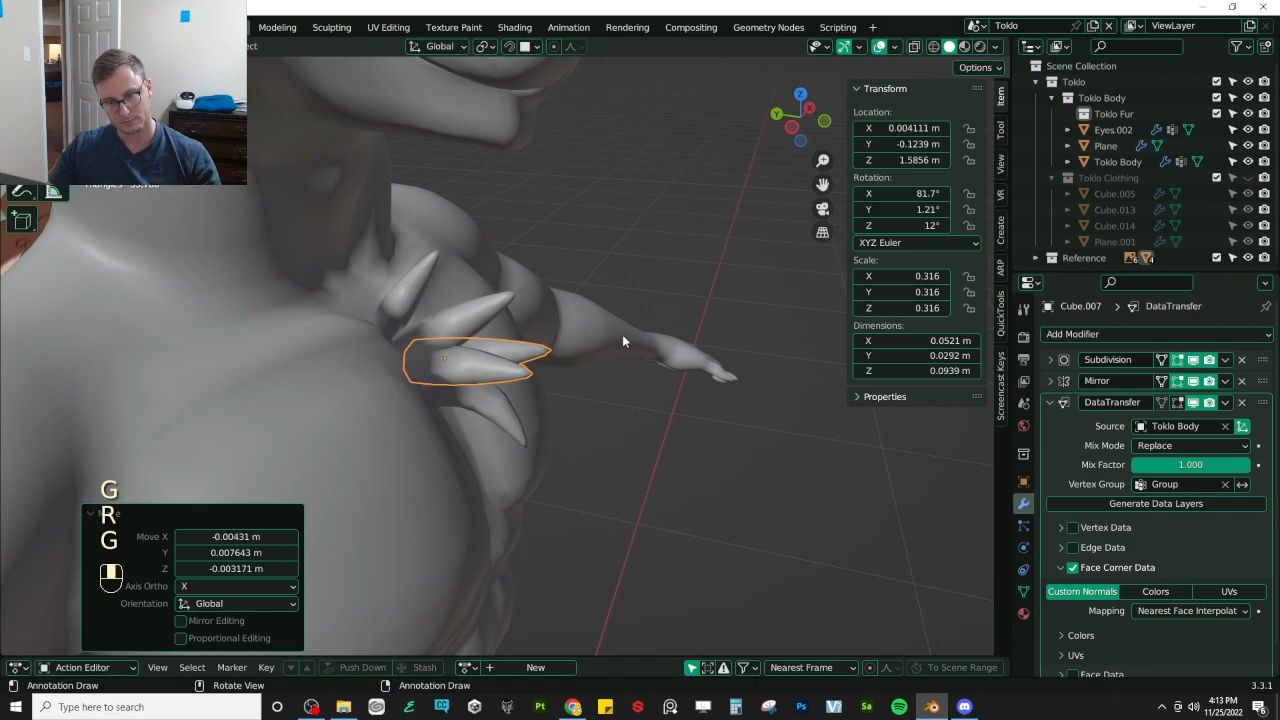 Modeling Sculpting UV Editing Texture Paint Shading Animation Rendering Compositing Geometry Nodes Scripting Toklo ViewLayer
Global
Options
Transform
Location:
X 0.004111 m
Y -0.1239 m
Z 1.5856 m
Rotation:
X 81.7°
Y 1.21°
Z 12°
XYZ Euler
Scale:
X 0.316
Y 0.316
Z 0.316
Dimensions:
X 0.0521 m
Y 0.0292 m
Z 0.0939 m
Properties
Item
Tool
View
VR
Create
ARP
QuickTools
Screencast Keys
Z
X
Y
Scene Collection
Toklo
Toklo Body
Toklo Fur
Eyes.002
Plane
Toklo Body
Toklo Clothing
Cube.005
Cube.013
Cube.014
Plane.001
Reference 6 4
Cube.007 DataTransfer
Add Modifier
Subdivision
Mirror
DataTransfer
Source Toklo Body
Mix Mode Replace
Mix Factor 1.000
Vertex Group Group
Generate Data Layers
Vertex Data
Edge Data
Face Corner Data
Custom Normals Colors UVs
Mapping Nearest Face Interpolat
Colors
UVs
G
R
G
Move X -0.00431 m
Y 0.007643 m
Z -0.003171 m
Axis Ortho X
Orientation Global
Mirror Editing
Proportional Editing
Action Editor View Select Marker Key Push Down Stash New Nearest Frame To Scene Range
Annotation Draw Rotate View Annotation Draw 3.3.1
Type here to search
4:13 PM
11/25/2022